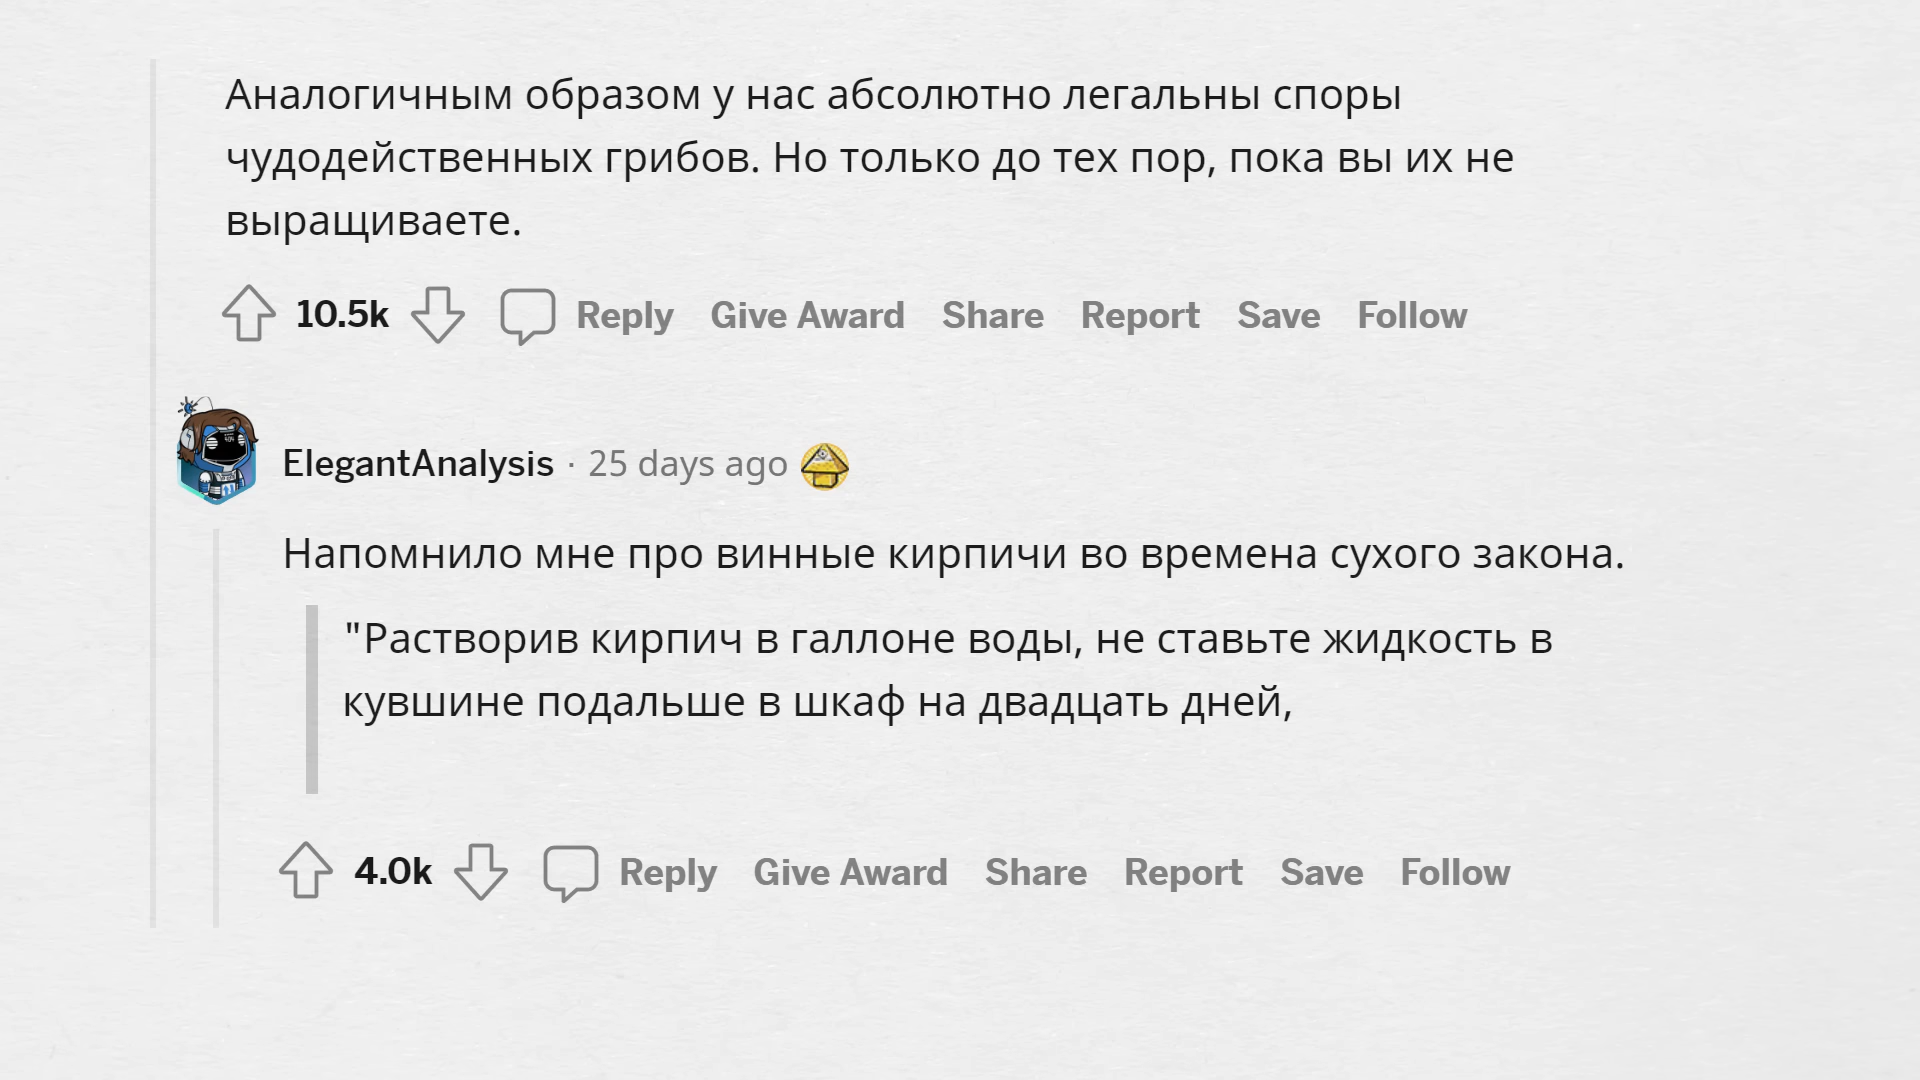 Аналогичным образом у нас абсолютно легальны споры
чудодейственных грибов. Но только до тех пор, пока вы их не
выращиваете.
10.5k Reply Give Award Share Report Save Follow
ElegantAnalysis · 25 days ago
Напомнило мне про винные кирпичи во времена сухого закона.
"Растворив кирпич в галлоне воды, не ставьте жидкость в
кувшине подальше в шкаф на двадцать дней,
4.0k Reply Give Award Share Report Save Follow